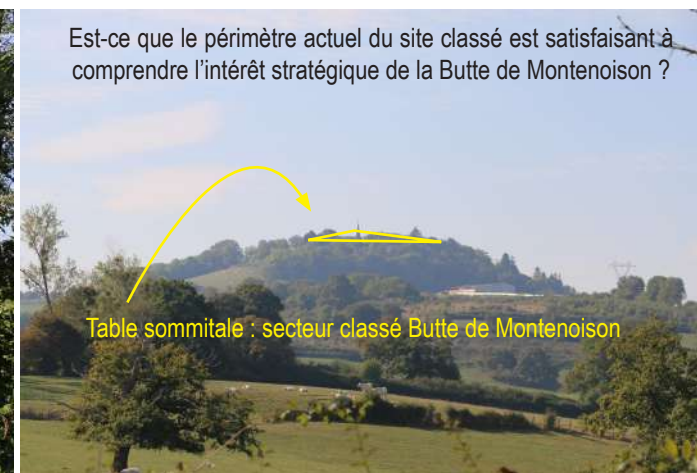 Est-ce que le périmètre actuel du site classé est satisfaisant à
comprendre l’intérêt stratégique de la Butte de Montenoison ?
Table sommitale : secteur classé Butte de Montenoison